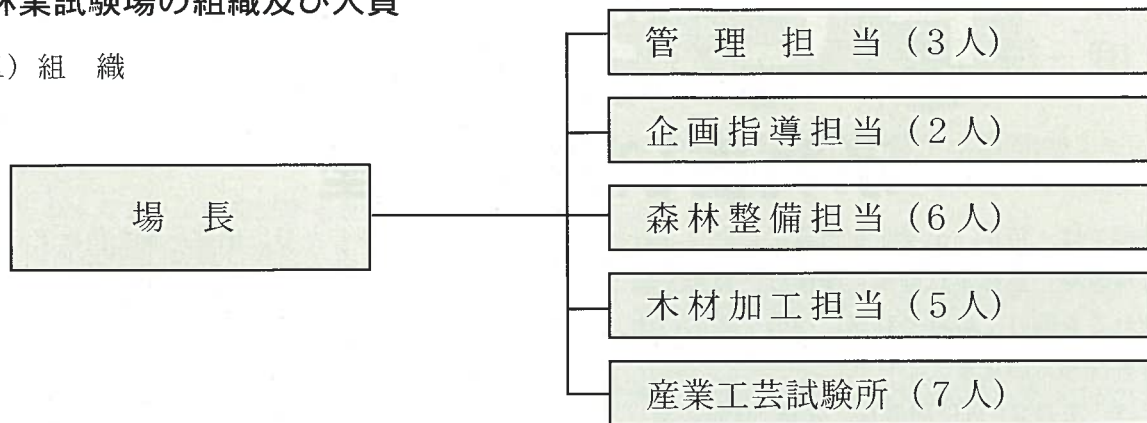 林業試験場の組織及び人員
) 組 織
場 長
管 理 担 当 (3人)
企画指導担当 (2人)
森林整備担当 (6人)
木材加工担当 (5人)
産業工芸試験所 (7人)